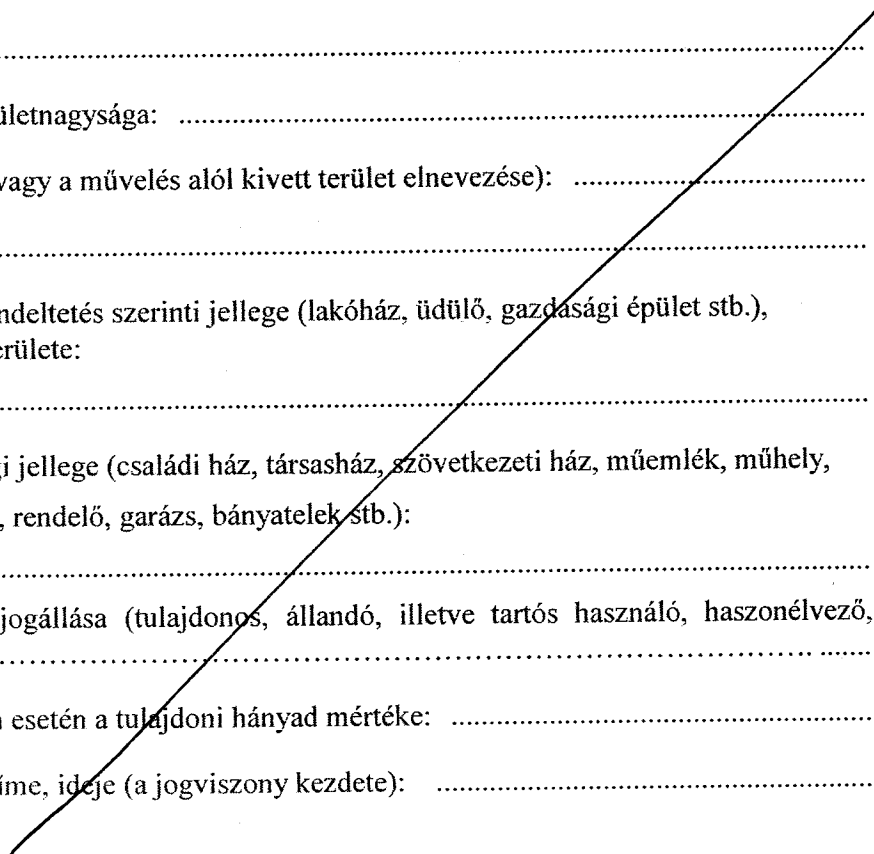 ...........................................................................................
ületnagysága: ...........................................................................
vagy a művelés alól kivett terület elnevezése): ................................
...........................................................................................
ndeltetés szerinti jellege (lakóház, üdülő, gazdasági épület stb.),
erülete:
...........................................................................................
gi jellege (családi ház, társasház, szövetkezeti ház, műemlék, műhely,
, rendelő, garázs, bányatelek stb.):
...........................................................................................
jogállása (tulajdonos, állandó, illetve tartós használó, haszonélvező,
...........................................................................................
n esetén a tulajdoni hányad mértéke: ..............................................
íme, ideje (a jogviszony kezdete): ................................................